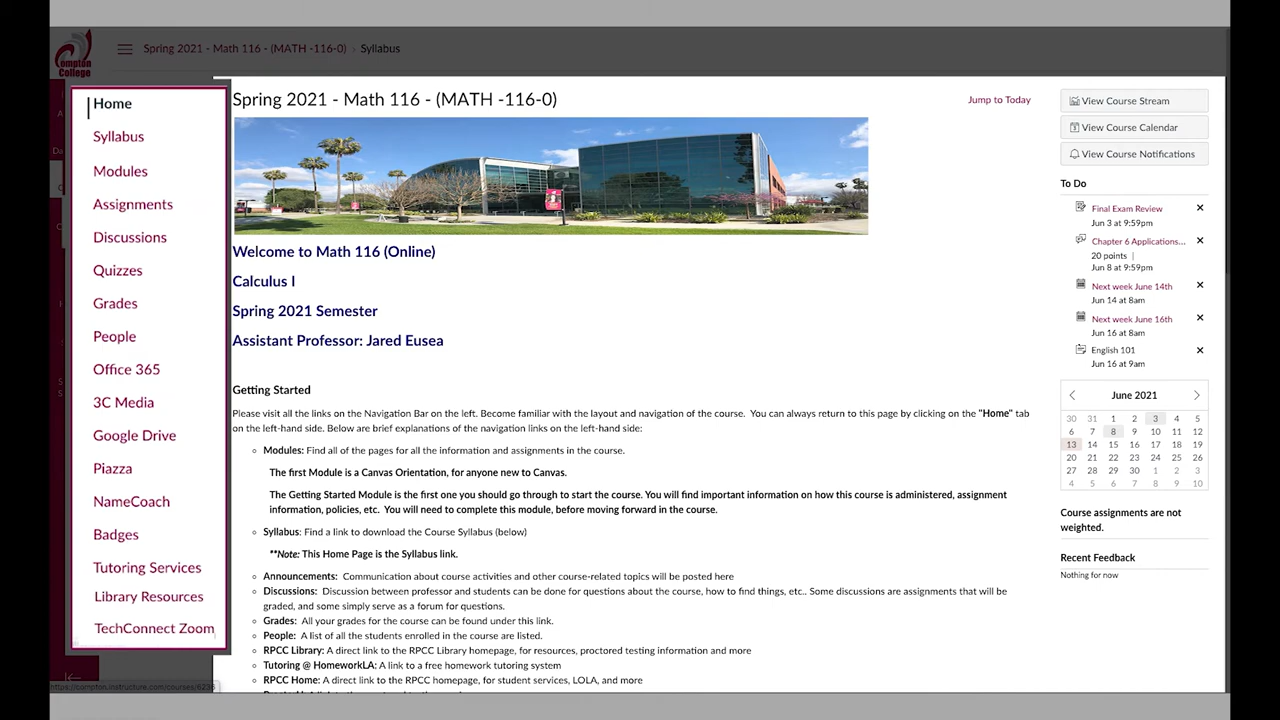 Compton
College
Spring 2021 - Math 116 - (MATH -116-0) › Syllabus
Home
Syllabus
Modules
Assignments
Discussions
Quizzes
Grades
People
Office 365
3C Media
Google Drive
Piazza
NameCoach
Badges
Tutoring Services
Library Resources
TechConnect Zoom
https://compton.instructure.com/courses/6236
Spring 2021 - Math 116 - (MATH -116-0)
Jump to Today
Welcome to Math 116 (Online)
Calculus I
Spring 2021 Semester
Assistant Professor: Jared Eusea
Getting Started
Please visit all the links on the Navigation Bar on the left. Become familiar with the layout and navigation of the course. You can always return to this page by clicking on the "Home" tab
on the left-hand side. Below are brief explanations of the navigation links on the left-hand side:
Modules: Find all of the pages for all the information and assignments in the course.
The first Module is a Canvas Orientation, for anyone new to Canvas.
The Getting Started Module is the first one you should go through to start the course. You will find important information on how this course is administered, assignment
information, policies, etc. You will need to complete this module, before moving forward in the course.
Syllabus: Find a link to download the Course Syllabus (below)
**Note: This Home Page is the Syllabus link.
Announcements: Communication about course activities and other course-related topics will be posted here
Discussions: Discussion between professor and students can be done for questions about the course, how to find things, etc.. Some discussions are assignments that will be
graded, and some simply serve as a forum for questions.
Grades: All your grades for the course can be found under this link.
People: A list of all the students enrolled in the course are listed.
RPCC Library: A direct link to the RPCC Library homepage, for resources, proctored testing information and more
Tutoring @ HomeworkLA: A link to a free homework tutoring system
RPCC Home: A direct link to the RPCC homepage, for student services, LOLA, and more
View Course Stream
View Course Calendar
View Course Notifications
To Do
Final Exam Review
Jun 3 at 9:59pm
Chapter 6 Applications...
20 points |
Jun 8 at 9:59pm
Next week June 14th
Jun 14 at 8am
Next week June 16th
Jun 16 at 8am
English 101
Jun 16 at 9am
June 2021
30 31 1 2 3 4 5
6 7 8 9 10 11 12
13 14 15 16 17 18 19
20 21 22 23 24 25 26
27 28 29 30 1 2 3
4 5 6 7 8 9 10
Course assignments are not
weighted.
Recent Feedback
Nothing for now